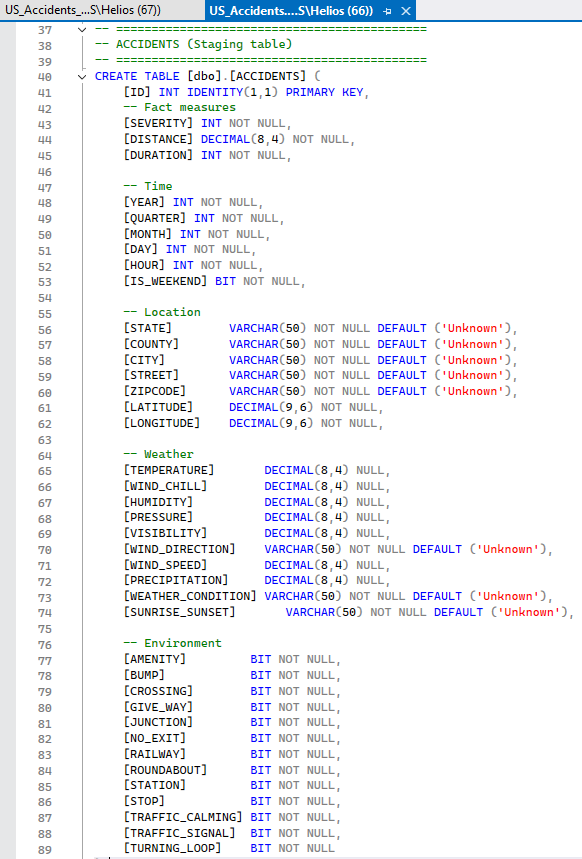 US_Accidents_...S\Helios (67))
US_Accidents....S\Helios (66))
37 -- ============================================
38 -- ACCIDENTS (Staging table)
39 -- ============================================
40 CREATE TABLE [dbo].[ACCIDENTS] (
41 [ID] INT IDENTITY(1,1) PRIMARY KEY,
42 -- Fact measures
43 [SEVERITY] INT NOT NULL,
44 [DISTANCE] DECIMAL(8,4) NOT NULL,
45 [DURATION] INT NOT NULL,
46
47 -- Time
48 [YEAR] INT NOT NULL,
49 [QUARTER] INT NOT NULL,
50 [MONTH] INT NOT NULL,
51 [DAY] INT NOT NULL,
52 [HOUR] INT NOT NULL,
53 [IS_WEEKEND] BIT NOT NULL,
54
55 -- Location
56 [STATE] VARCHAR(50) NOT NULL DEFAULT ('Unknown'),
57 [COUNTY] VARCHAR(50) NOT NULL DEFAULT ('Unknown'),
58 [CITY] VARCHAR(50) NOT NULL DEFAULT ('Unknown'),
59 [STREET] VARCHAR(50) NOT NULL DEFAULT ('Unknown'),
60 [ZIPCODE] VARCHAR(50) NOT NULL DEFAULT ('Unknown'),
61 [LATITUDE] DECIMAL(9,6) NOT NULL,
62 [LONGITUDE] DECIMAL(9,6) NOT NULL,
63
64 -- Weather
65 [TEMPERATURE] DECIMAL(8,4) NULL,
66 [WIND_CHILL] DECIMAL(8,4) NULL,
67 [HUMIDITY] DECIMAL(8,4) NULL,
68 [PRESSURE] DECIMAL(8,4) NULL,
69 [VISIBILITY] DECIMAL(8,4) NULL,
70 [WIND_DIRECTION] VARCHAR(50) NOT NULL DEFAULT ('Unknown'),
71 [WIND_SPEED] DECIMAL(8,4) NULL,
72 [PRECIPITATION] DECIMAL(8,4) NULL,
73 [WEATHER_CONDITION] VARCHAR(50) NOT NULL DEFAULT ('Unknown'),
74 [SUNRISE_SUNSET] VARCHAR(50) NOT NULL DEFAULT ('Unknown'),
75
76 -- Environment
77 [AMENITY] BIT NOT NULL,
78 [BUMP] BIT NOT NULL,
79 [CROSSING] BIT NOT NULL,
80 [GIVE_WAY] BIT NOT NULL,
81 [JUNCTION] BIT NOT NULL,
82 [NO_EXIT] BIT NOT NULL,
83 [RAILWAY] BIT NOT NULL,
84 [ROUNDABOUT] BIT NOT NULL,
85 [STATION] BIT NOT NULL,
86 [STOP] BIT NOT NULL,
87 [TRAFFIC_CALMING] BIT NOT NULL,
88 [TRAFFIC_SIGNAL] BIT NOT NULL,
89 [TURNING_LOOP] BIT NOT NULL